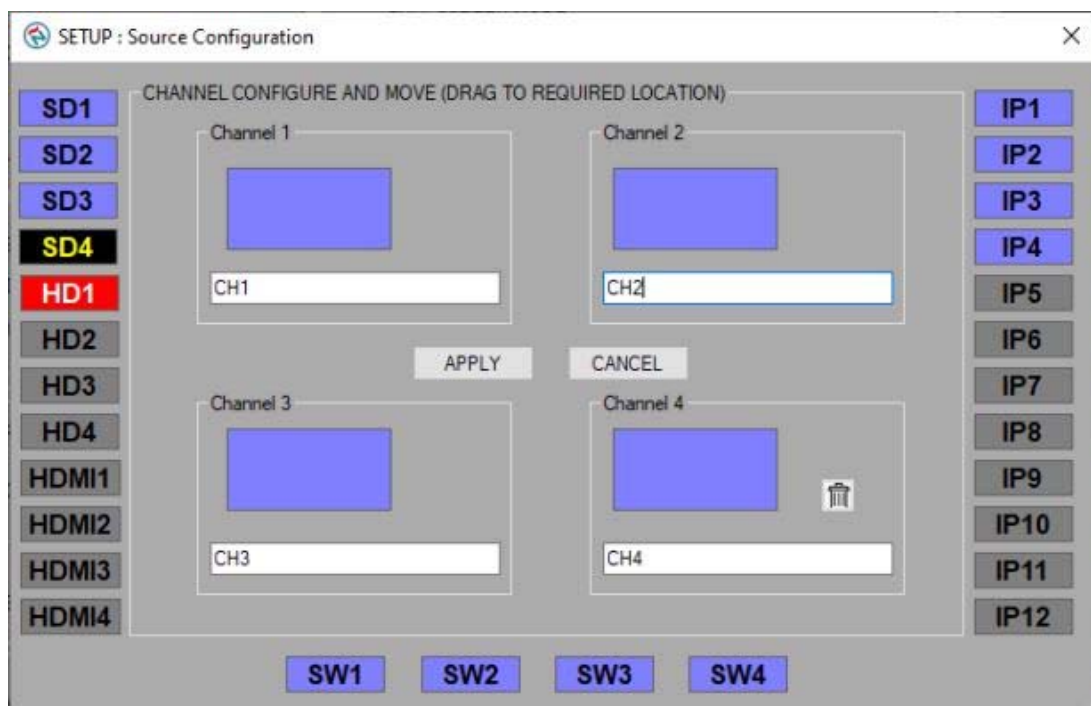 SETUP : Source Configuration
CHANNEL CONFIGURE AND MOVE (DRAG TO REQUIRED LOCATION)
SD1
SD2
SD3
SD4
HD1
HD2
HD3
HD4
HDMI1
HDMI2
HDMI3
HDMI4
Channel 1
CH1
Channel 2
CH2
APPLY
CANCEL
Channel 3
CH3
Channel 4
CH4
IP1
IP2
IP3
IP4
IP5
IP6
IP7
IP8
IP9
IP10
IP11
IP12
SW1
SW2
SW3
SW4